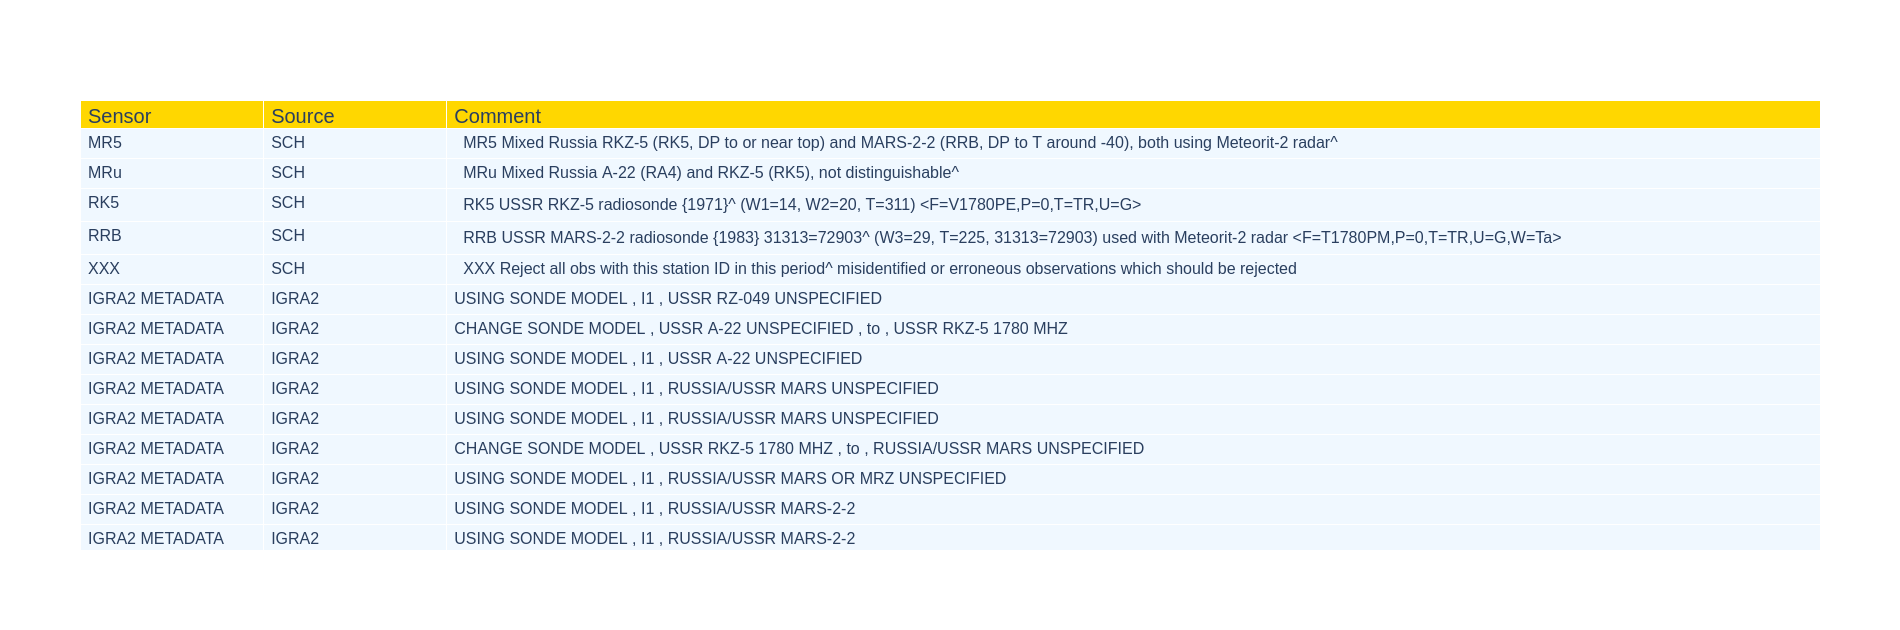 Sensor Source Comment
MR5 SCH MR5 Mixed Russia RKZ-5 (RK5, DP to or near top) and MARS-2-2 (RRB, DP to T around -40), both using Meteorit-2 radar^
MRu SCH MRu Mixed Russia A-22 (RA4) and RKZ-5 (RK5), not distinguishable^
RK5 SCH RK5 USSR RKZ-5 radiosonde {1971}^ (W1=14, W2=20, T=311) <F=V1780PE,P=0,T=TR,U=G>
RRB SCH RRB USSR MARS-2-2 radiosonde {1983} 31313=72903^ (W3=29, T=225, 31313=72903) used with Meteorit-2 radar <F=T1780PM,P=0,T=TR,U=G,W=Ta>
XXX SCH XXX Reject all obs with this station ID in this period^ misidentified or erroneous observations which should be rejected
IGRA2 METADATA IGRA2 USING SONDE MODEL , I1 , USSR RZ-049 UNSPECIFIED
IGRA2 METADATA IGRA2 CHANGE SONDE MODEL , USSR A-22 UNSPECIFIED , to , USSR RKZ-5 1780 MHZ
IGRA2 METADATA IGRA2 USING SONDE MODEL , I1 , USSR A-22 UNSPECIFIED
IGRA2 METADATA IGRA2 USING SONDE MODEL , I1 , RUSSIA/USSR MARS UNSPECIFIED
IGRA2 METADATA IGRA2 USING SONDE MODEL , I1 , RUSSIA/USSR MARS UNSPECIFIED
IGRA2 METADATA IGRA2 CHANGE SONDE MODEL , USSR RKZ-5 1780 MHZ , to , RUSSIA/USSR MARS UNSPECIFIED
IGRA2 METADATA IGRA2 USING SONDE MODEL , I1 , RUSSIA/USSR MARS OR MRZ UNSPECIFIED
IGRA2 METADATA IGRA2 USING SONDE MODEL , I1 , RUSSIA/USSR MARS-2-2
IGRA2 METADATA IGRA2 USING SONDE MODEL , I1 , RUSSIA/USSR MARS-2-2